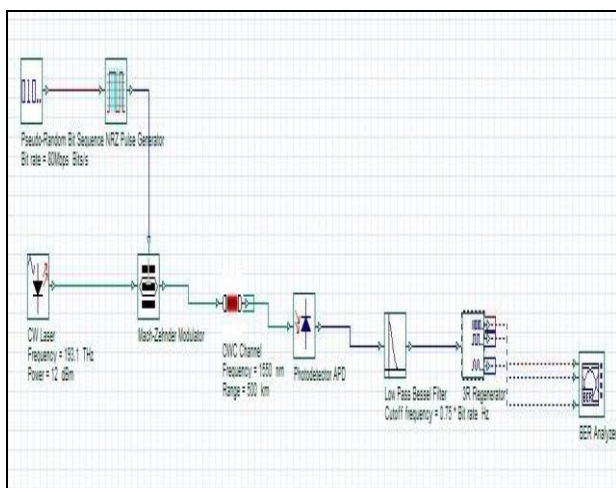 Pseudo-Random Bit Sequence NRZ Pulse Generator
Bit rate = 80Mbps Bits/s
CW Laser
Frequency = 193.1 THz
Power = 12 dBm
Mach-Zehnder Modulator
OWC Channel
Frequency = 1550 nm
Range = 500 km
Photodetector APD
Low Pass Bessel Filter
Cutoff frequency = 0.75 * Bit rate Hz
3R Regenerator
BER
BER Analyzer